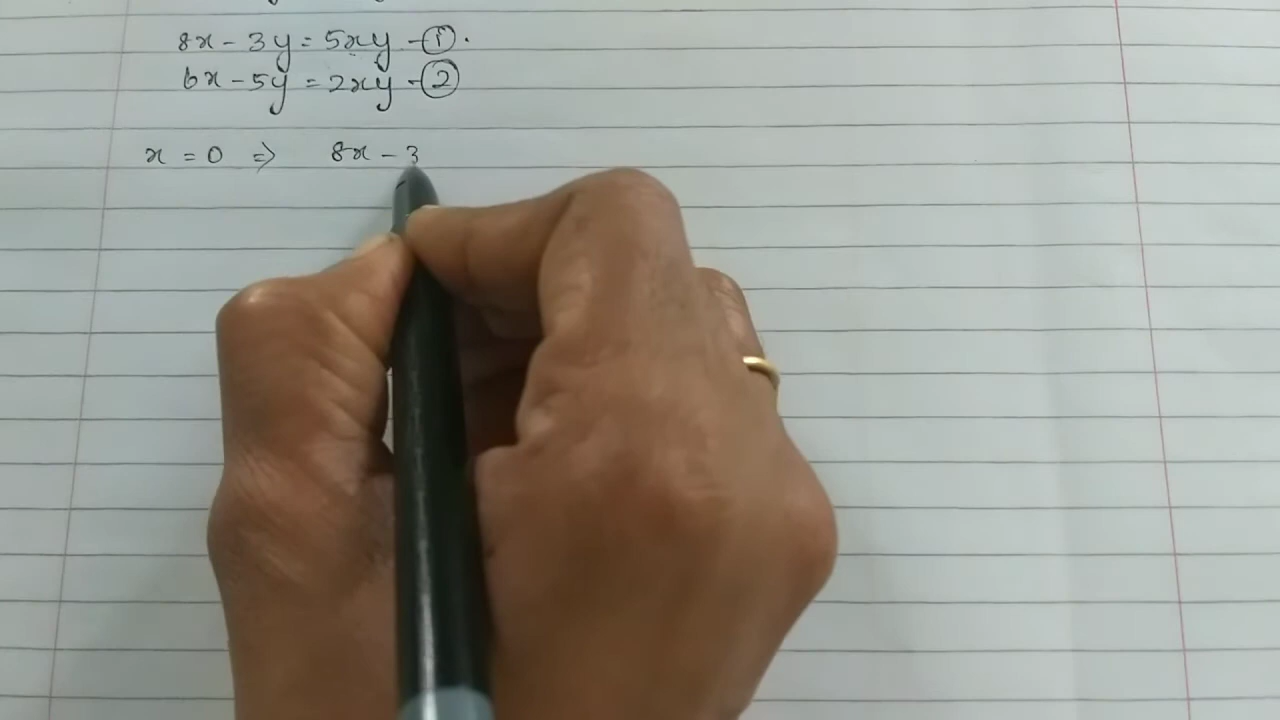 8x - 3y = 5xy - ①.
6x - 5y = 2xy - ②
x = 0 ⇒ 8x - 3